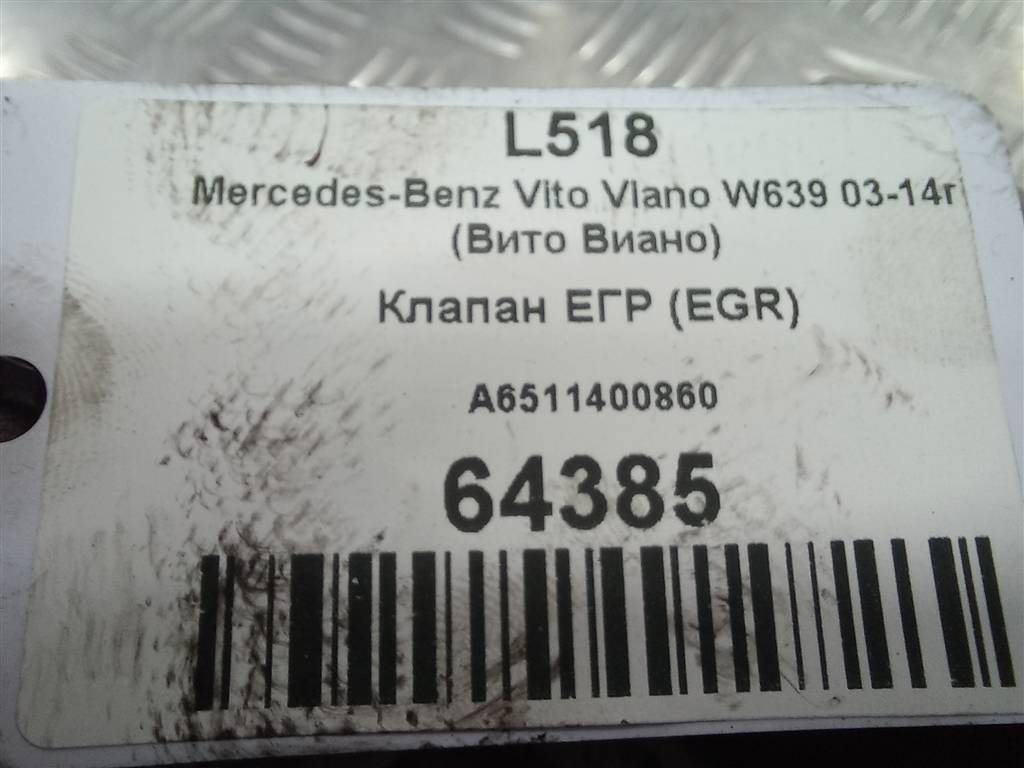 L518
Mercedes-Benz Vito Viano W639 03-14г
(Вито Виано)
Клапан ЕГР (EGR)
A6511400860
64385